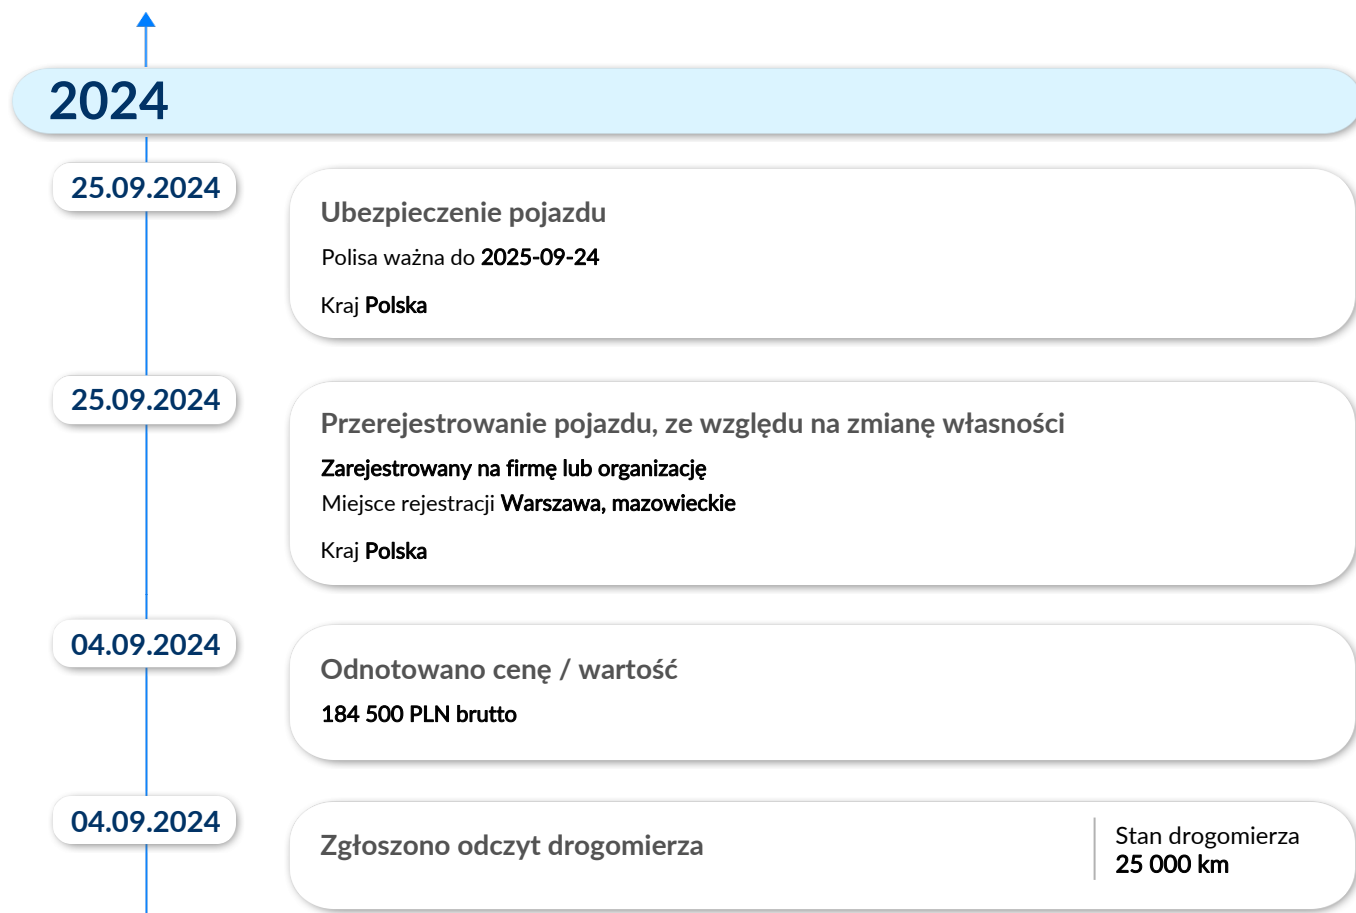 2024
25.09.2024
Ubezpieczenie pojazdu
Polisa ważna do 2025-09-24
Kraj Polska
25.09.2024
Przerejestrowanie pojazdu, ze względu na zmianę własności
Zarejestrowany na firmę lub organizację
Miejsce rejestracji Warszawa, mazowieckie
Kraj Polska
04.09.2024
Odnotowano cenę / wartość
184 500 PLN brutto
04.09.2024
Zgłoszono odczyt drogomierza
Stan drogomierza
25 000 km